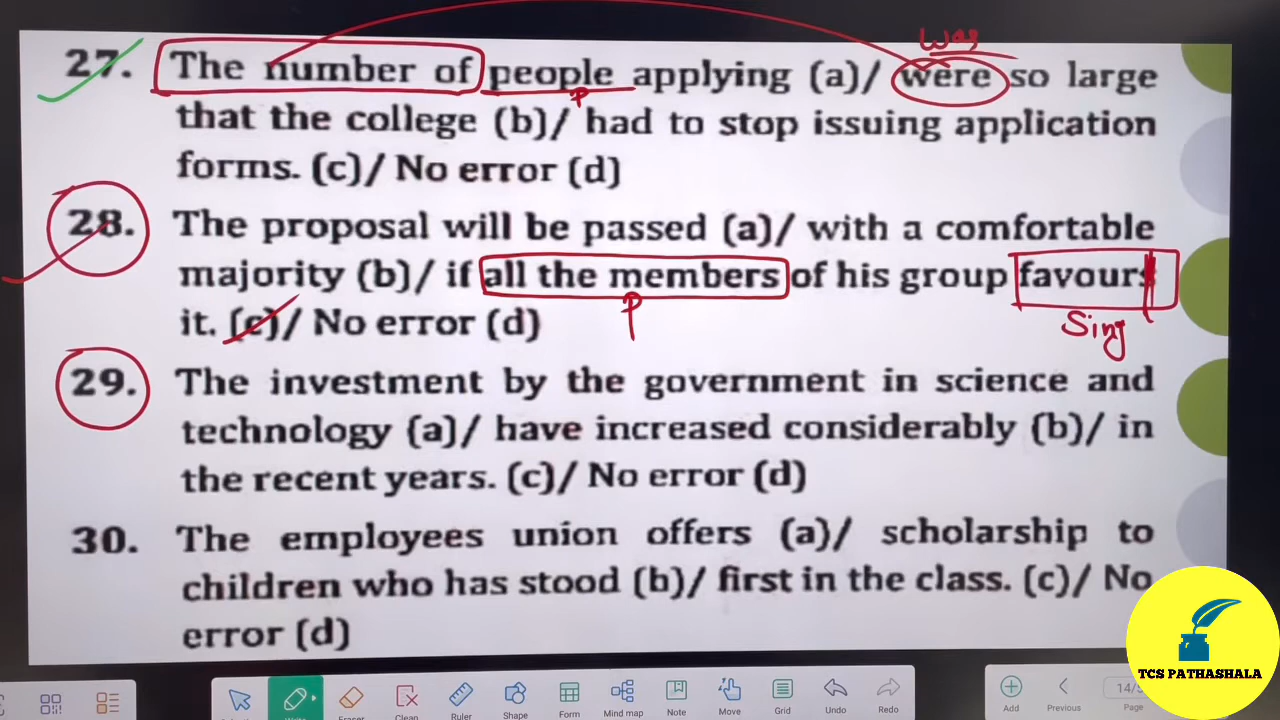 was
27. The number of people applying (a)/ were so large
P
that the college (b)/ had to stop issuing application
forms. (c)/ No error (d)
28. The proposal will be passed (a)/ with a comfortable
majority (b)/ if all the members of his group favours
P
it. (c)/ No error (d)
Sing
29. The investment by the government in science and
technology (a)/ have increased considerably (b)/ in
the recent years. (c)/ No error (d)
30. The employees union offers (a)/ scholarship to
children who has stood (b)/ first in the class. (c)/ No
error (d)
TCS PATHASHALA
Write Eraser Clean Ruler Shape Form Mind map Note Move Grid Undo Redo Add Previous Page